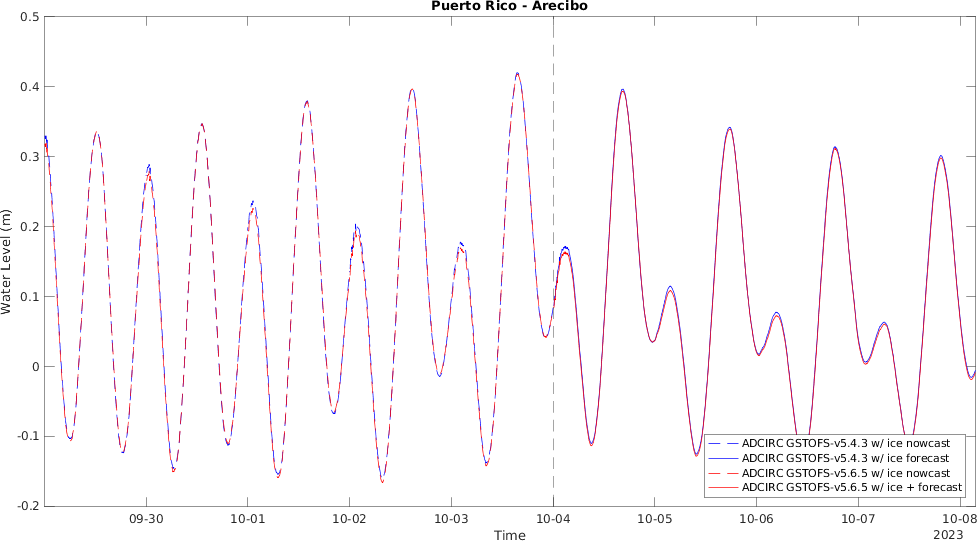 Puerto Rico - Arecibo
0.5
0.4
0.3
0.2
0.1
0
-0.1
-0.2
Water Level (m)
ADCIRC GSTOFS-v5.4.3 w/ ice nowcast
ADCIRC GSTOFS-v5.4.3 w/ ice forecast
ADCIRC GSTOFS-v5.6.5 w/ ice nowcast
ADCIRC GSTOFS-v5.6.5 w/ ice + forecast
09-30 10-01 10-02 10-03 10-04 10-05 10-06 10-07 10-08
Time 2023